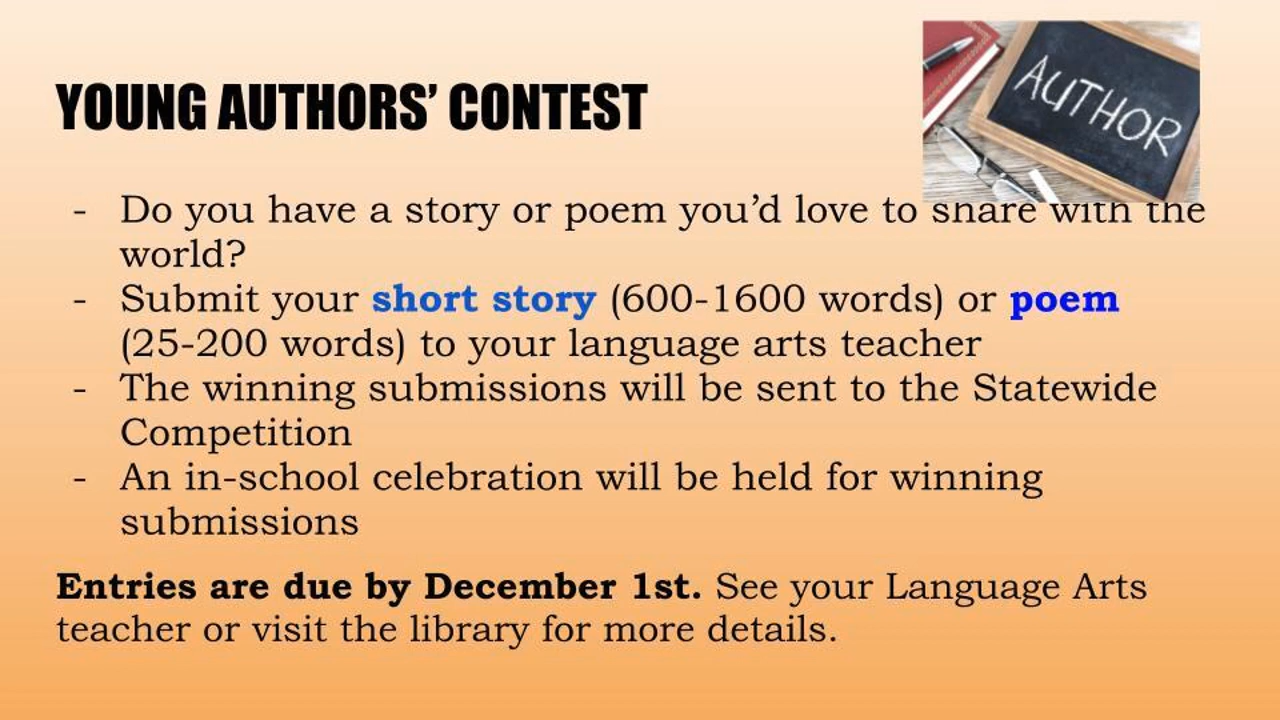 YOUNG AUTHORS’ CONTEST
AUTHOR
- Do you have a story or poem you’d love to share with the
world?
- Submit your short story (600-1600 words) or poem
(25-200 words) to your language arts teacher
- The winning submissions will be sent to the Statewide
Competition
- An in-school celebration will be held for winning
submissions
Entries are due by December 1st. See your Language Arts
teacher or visit the library for more details.